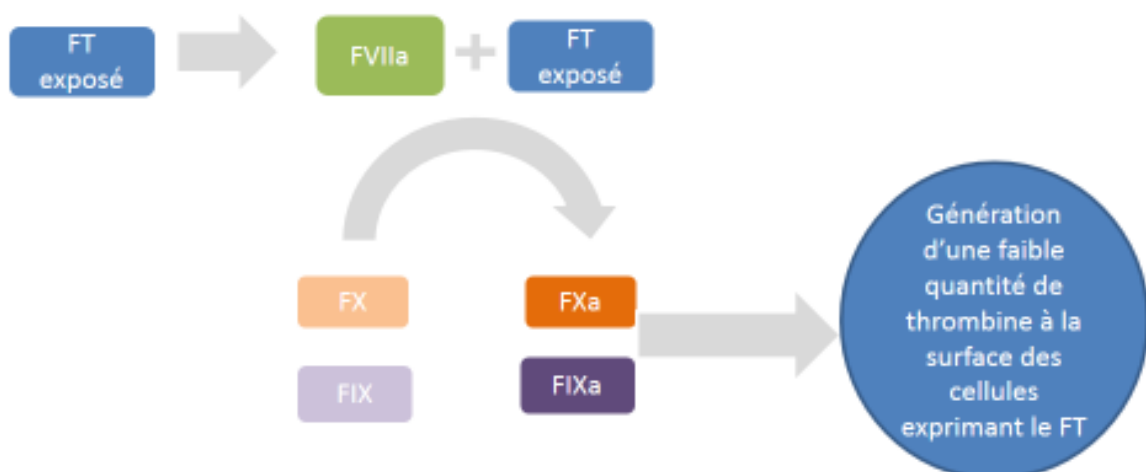 FT
exposé
FVIIa
+
FT
exposé
FX
FXa
FIX
FIXa
Génération
d'une faible
quantité de
thrombine à la
surface des
cellules
exprimant le FT